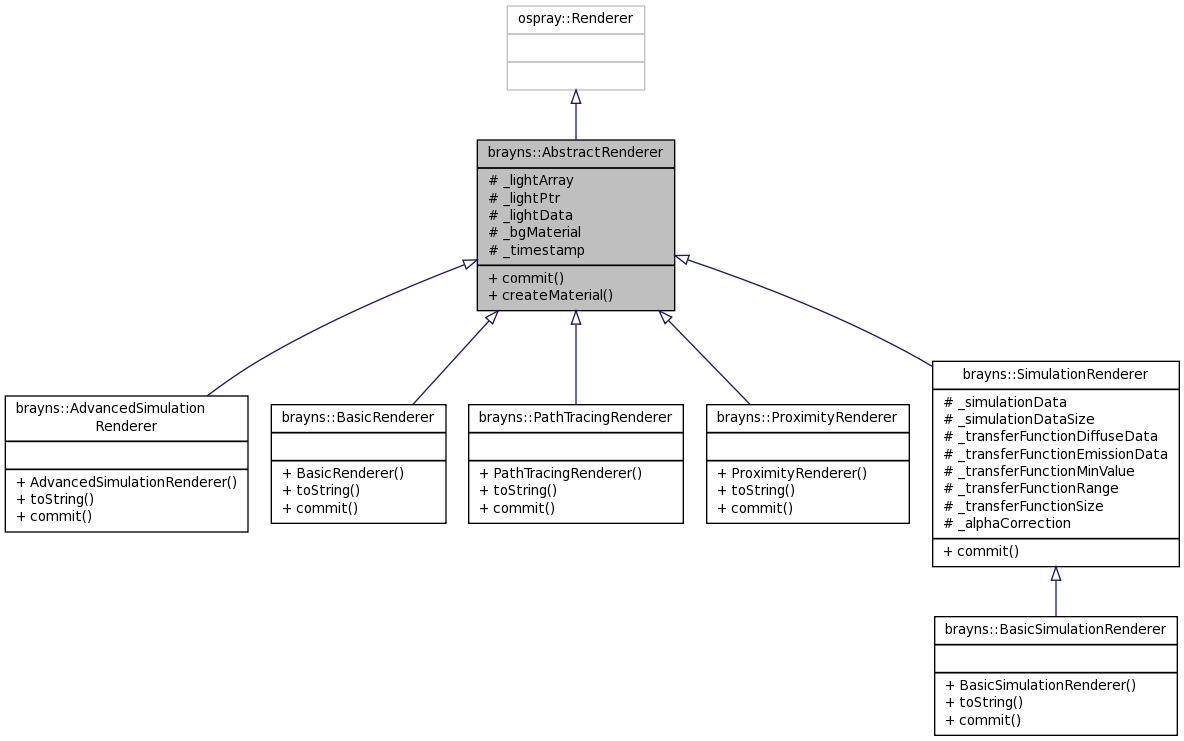 ospray::Renderer
brayns::AbstractRenderer
# _lightArray
# _lightPtr
# _lightData
# _bgMaterial
# _timestamp
+ commit()
+ createMaterial()
brayns::AdvancedSimulation
Renderer
+ AdvancedSimulationRenderer()
+ toString()
+ commit()
brayns::BasicRenderer
+ BasicRenderer()
+ toString()
+ commit()
brayns::PathTracingRenderer
+ PathTracingRenderer()
+ toString()
+ commit()
brayns::ProximityRenderer
+ ProximityRenderer()
+ toString()
+ commit()
brayns::SimulationRenderer
# _simulationData
# _simulationDataSize
# _transferFunctionDiffuseData
# _transferFunctionEmissionData
# _transferFunctionMinValue
# _transferFunctionRange
# _transferFunctionSize
# _alphaCorrection
+ commit()
brayns::BasicSimulationRenderer
+ BasicSimulationRenderer()
+ toString()
+ commit()